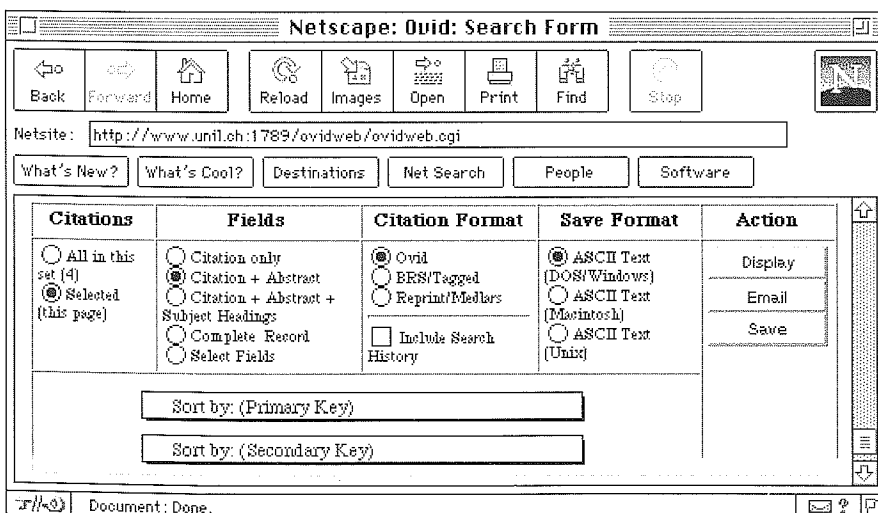 Netscape: Ovid: Search Form
Back Forward Home Reload Images Open Print Find Stop
N
Netsite: http://www.unil.ch:1789/ovidweb/ovidweb.cgi
What's New? What's Cool? Destinations Net Search People Software
Citations
All in this
set (4)
Selected
(this page)
Fields
Citation only
Citation + Abstract
Citation + Abstract +
Subject Headings
Complete Record
Select Fields
Citation Format
Ovid
BRS/Tagged
Reprint/Medlars
Include Search
History
Save Format
ASCII Text
(DOS/Windows)
ASCII Text
(Macintosh)
ASCII Text
(Unix)
Action
Display
Email
Save
Sort by: (Primary Key)
Sort by: (Secondary Key)
Document: Done.
?